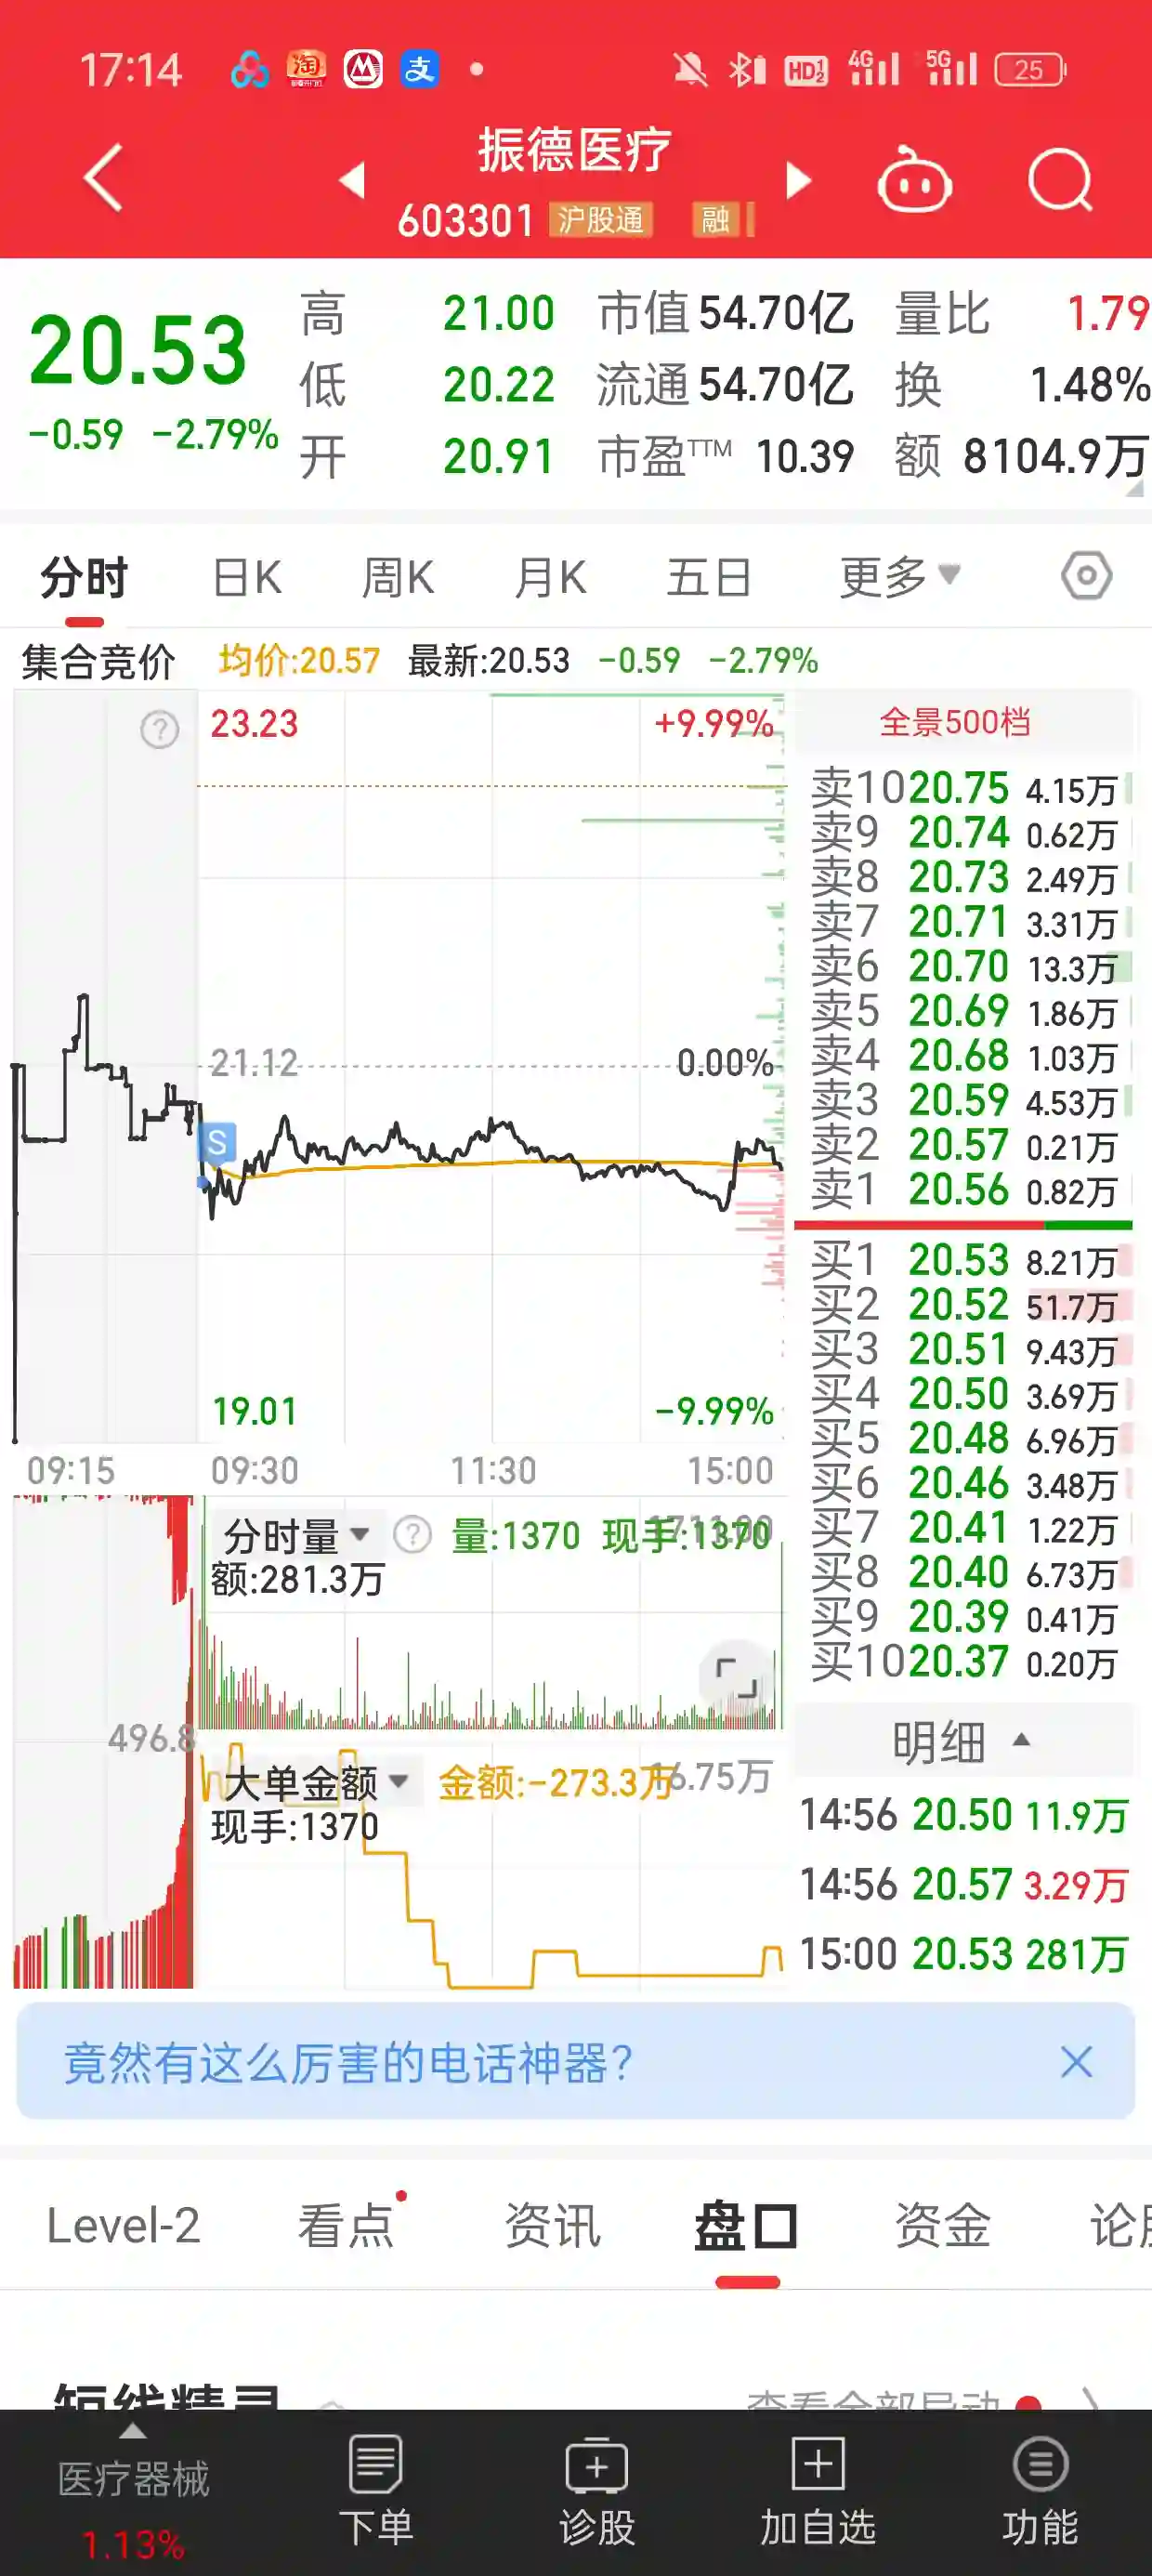 17:14 4G 5G HD 25
振德医疗
603301 沪股通 融
20.53
-0.59 -2.79%
高 21.00 市值 54.70亿 量比 1.79
低 20.22 流通 54.70亿 换 1.48%
开 20.91 市盈TTM 10.39 额 8104.9万
分时 日K 周K 月K 五日 更多
集合竞价 均价:20.57 最新:20.53 -0.59 -2.79%
23.23 +9.99%
21.12 0.00%
19.01 -9.99%
S
09:15 09:30 11:30 15:00
全景500档
卖10 20.75 4.15万
卖9 20.74 0.62万
卖8 20.73 2.49万
卖7 20.71 3.31万
卖6 20.70 13.3万
卖5 20.69 1.86万
卖4 20.68 1.03万
卖3 20.59 4.53万
卖2 20.57 0.21万
卖1 20.56 0.82万
买1 20.53 8.21万
买2 20.52 51.7万
买3 20.51 9.43万
买4 20.50 3.69万
买5 20.48 6.96万
买6 20.46 3.48万
买7 20.41 1.22万
买8 20.40 6.73万
买9 20.39 0.41万
买10 20.37 0.20万
分时量 量:1370 现手:1370
额:281.3万
496.8
大单金额 金额:-273.3万
现手:1370
明细
14:56 20.50 11.9万
14:56 20.57 3.29万
15:00 20.53 281万
竟然有这么厉害的电话神器?
Level-2 看点 资讯 盘口 资金 论
短线精灵 查看全部异动
医疗器械 下单 诊股 加自选 功能
1.13%